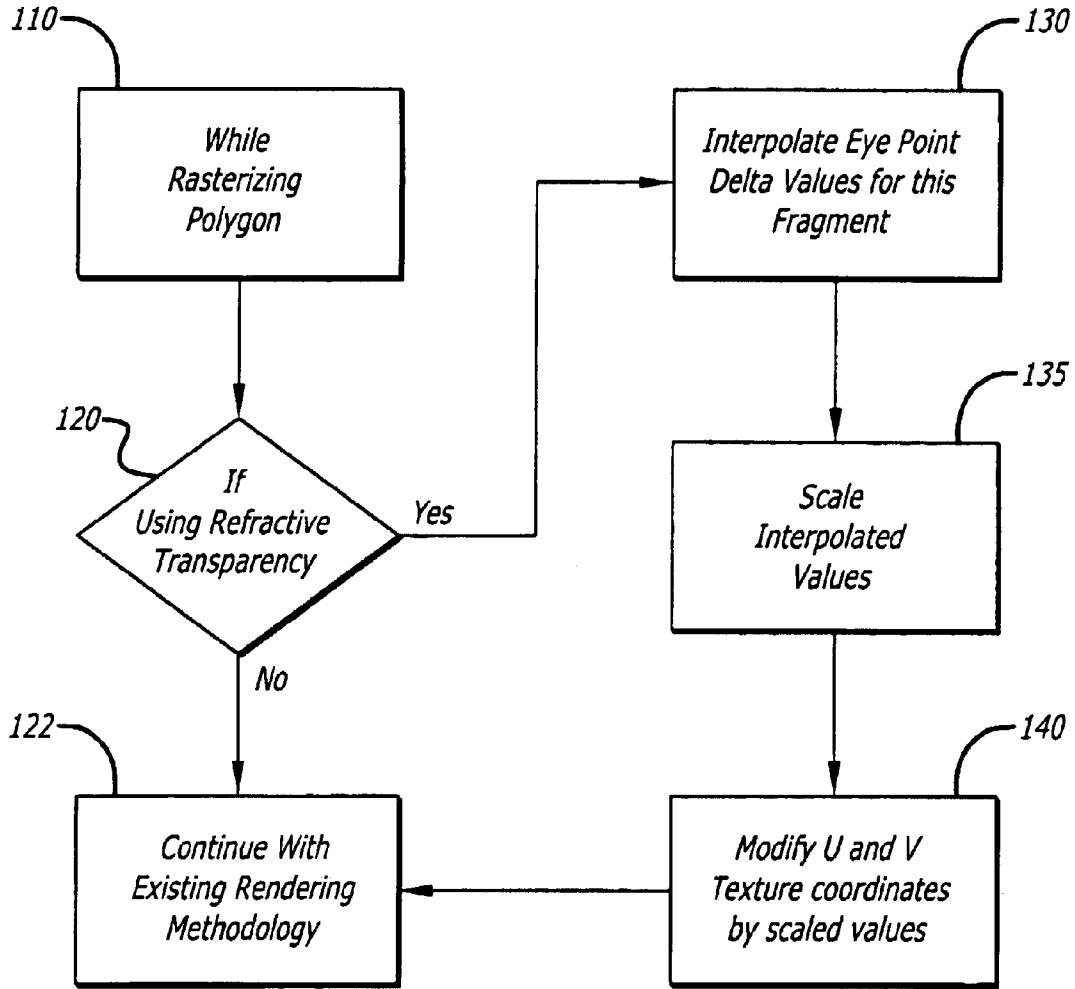 110
While
Rasterizing
Polygon
120
If
Using Refractive
Transparency
Yes
No
122
Continue With
Existing Rendering
Methodology
130
Interpolate Eye Point
Delta Values for this
Fragment
135
Scale
Interpolated
Values
140
Modify U and V
Texture coordinates
by scaled values